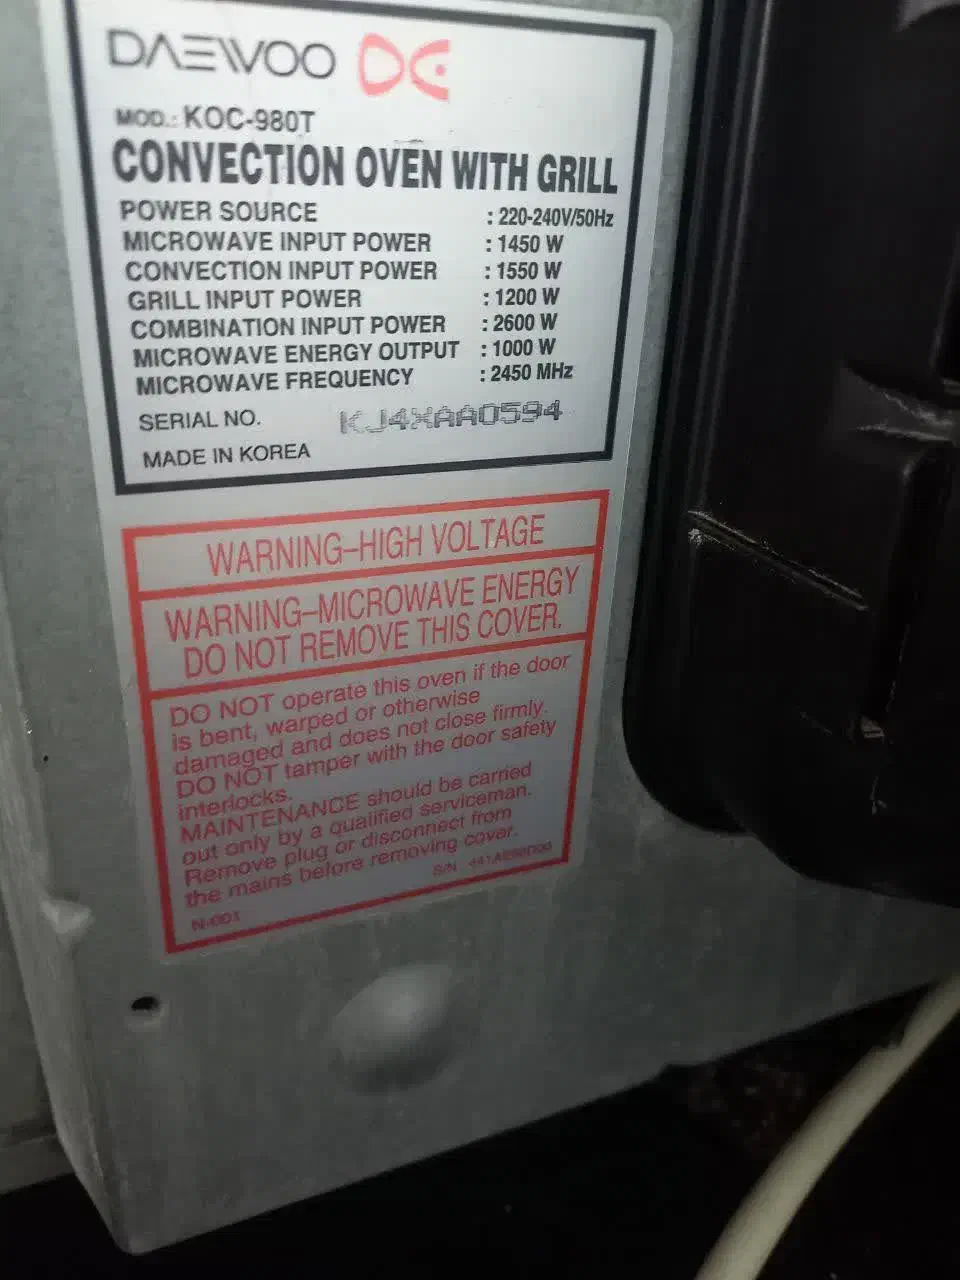 DAEWOO
MOD.: KOC-980T
CONVECTION OVEN WITH GRILL
POWER SOURCE : 220-240V/50Hz
MICROWAVE INPUT POWER : 1450 W
CONVECTION INPUT POWER : 1550 W
GRILL INPUT POWER : 1200 W
COMBINATION INPUT POWER : 2600 W
MICROWAVE ENERGY OUTPUT : 1000 W
MICROWAVE FREQUENCY : 2450 MHz
SERIAL NO. KJ4XAA0594
MADE IN KOREA
WARNING–HIGH VOLTAGE
WARNING–MICROWAVE ENERGY
DO NOT REMOVE THIS COVER.
DO NOT operate this oven if the door
is bent, warped or otherwise
damaged and does not close firmly.
DO NOT tamper with the door safety
interlocks.
MAINTENANCE should be carried
out only by a qualified serviceman.
Remove plug or disconnect from
the mains before removing cover.
S/N
N-001